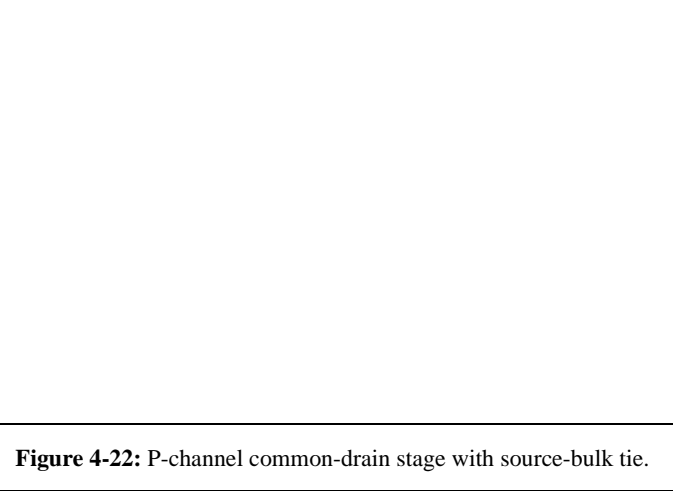 Figure 4-22: P-channel common-drain stage with source-bulk tie.